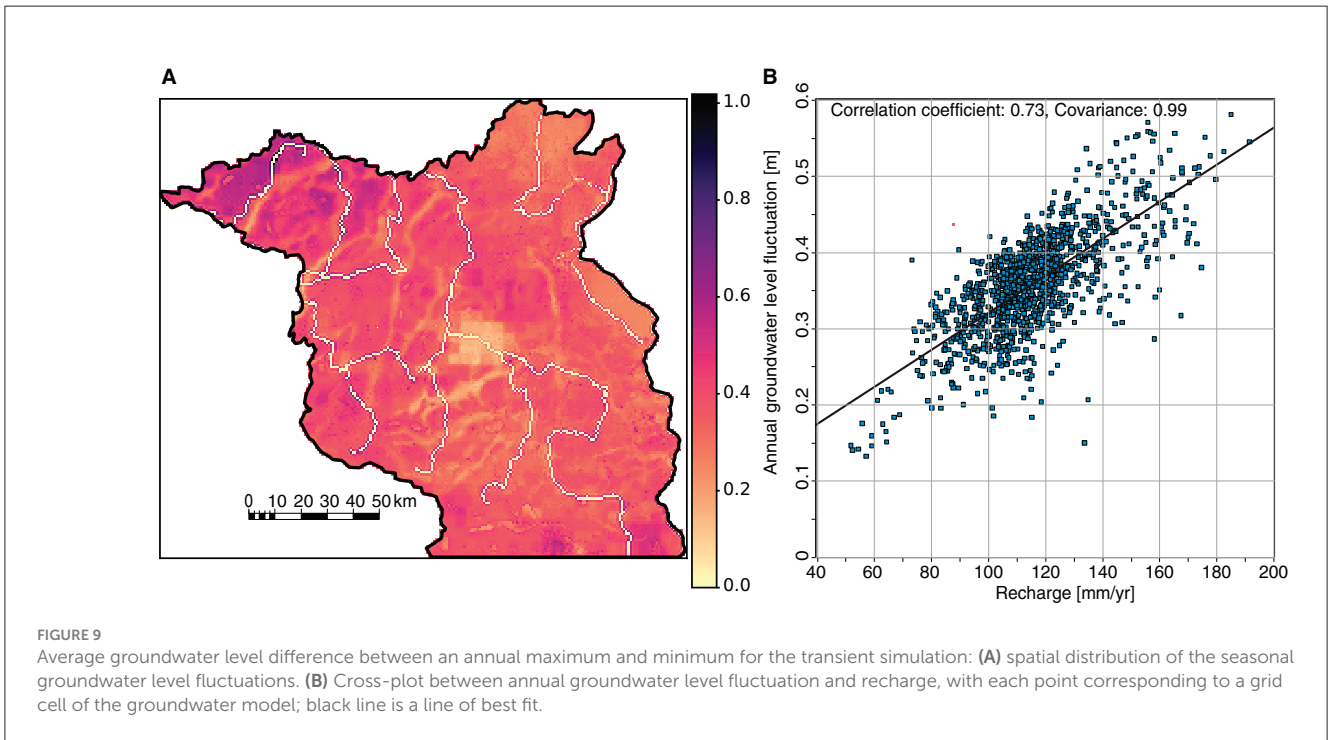 A
1.0
0.8
0.6
0.4
0.2
0.0
0 10 20 30 40 50 km
B
Correlation coefficient: 0.73, Covariance: 0.99
Annual groundwater level fluctuation [m]
0.6
0.5
0.4
0.3
0.2
0.1
0
40 60 80 100 120 140 160 180 200
Recharge [mm/yr]
FIGURE 9
Average groundwater level difference between an annual maximum and minimum for the transient simulation: (A) spatial distribution of the seasonal
groundwater level fluctuations. (B) Cross-plot between annual groundwater level fluctuation and recharge, with each point corresponding to a grid
cell of the groundwater model; black line is a line of best fit.